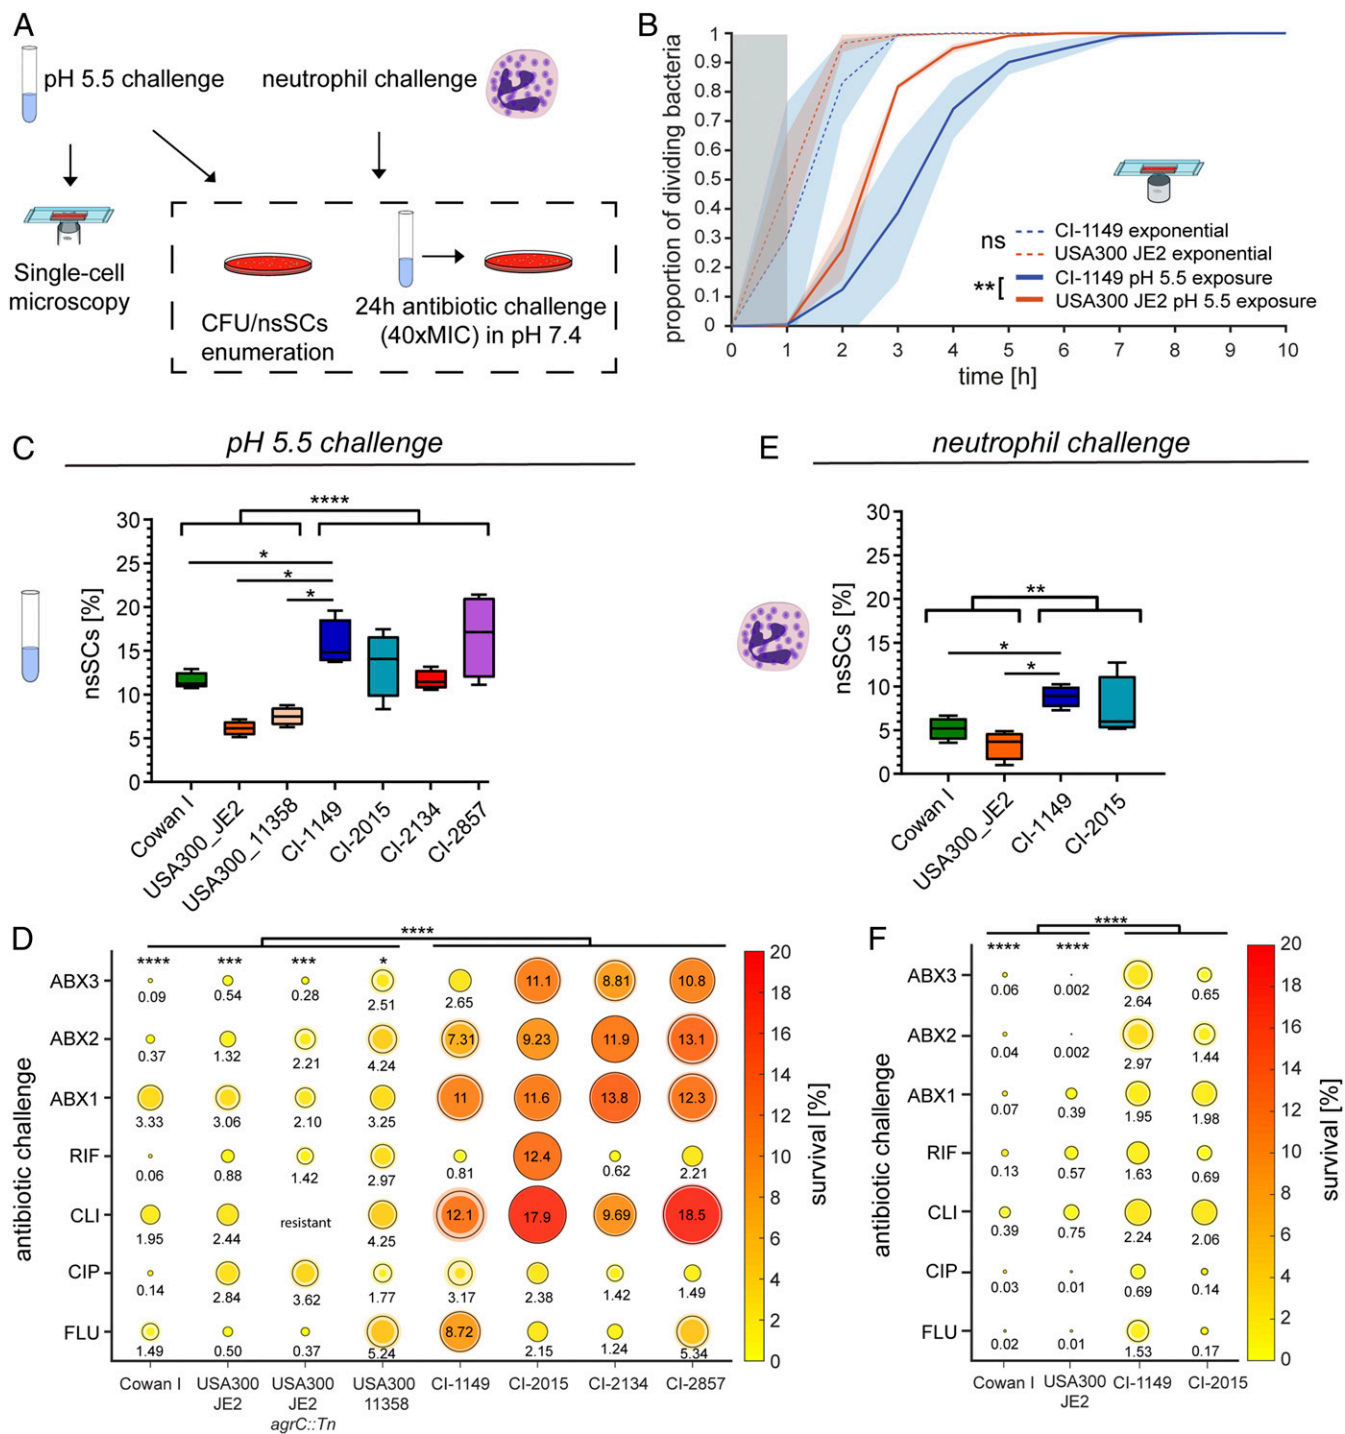 A
pH 5.5 challenge
neutrophil challenge
Single-cell
microscopy
CFU/nsSCs
enumeration
24h antibiotic challenge
(40xMIC) in pH 7.4
B
proportion of dividing bacteria
1
0.9
0.8
0.7
0.6
0.5
0.4
0.3
0.2
0.1
0
0 1 2 3 4 5 6 7 8 9 10
time [h]
ns
CI-1149 exponential
USA300 JE2 exponential
**[
CI-1149 pH 5.5 exposure
USA300 JE2 pH 5.5 exposure
C
pH 5.5 challenge
nsSCs [%]
30
25
20
15
10
5
0
****
*
*
*
Cowan I
USA300_JE2
USA300_11358
CI-1149
CI-2015
CI-2134
CI-2857
E
neutrophil challenge
nsSCs [%]
30
25
20
15
10
5
0
**
*
*
Cowan I
USA300_JE2
CI-1149
CI-2015
D
****
**** *** *** *
antibiotic challenge
ABX3 0.09 0.54 0.28 2.51 2.65 11.1 8.81 10.8
ABX2 0.37 1.32 2.21 4.24 7.31 9.23 11.9 13.1
ABX1 3.33 3.06 2.10 3.25 11 11.6 13.8 12.3
RIF 0.06 0.88 1.42 2.97 0.81 12.4 0.62 2.21
CLI 1.95 2.44 resistant 4.25 12.1 17.9 9.69 18.5
CIP 0.14 2.84 3.62 1.77 3.17 2.38 1.42 1.49
FLU 1.49 0.50 0.37 5.24 8.72 2.15 1.24 5.34
Cowan I USA300 USA300 USA300 CI-1149 CI-2015 CI-2134 CI-2857
JE2 JE2 11358
agrC::Tn
20
18
16
14
12
10
8
6
4
2
0
survival [%]
F
****
**** ****
antibiotic challenge
ABX3 0.06 0.002 2.64 0.65
ABX2 0.04 0.002 2.97 1.44
ABX1 0.07 0.39 1.95 1.98
RIF 0.13 0.57 1.63 0.69
CLI 0.39 0.75 2.24 2.06
CIP 0.03 0.01 0.69 0.14
FLU 0.02 0.01 1.53 0.17
Cowan I USA300 CI-1149 CI-2015
JE2
20
18
16
14
12
10
8
6
4
2
0
survival [%]